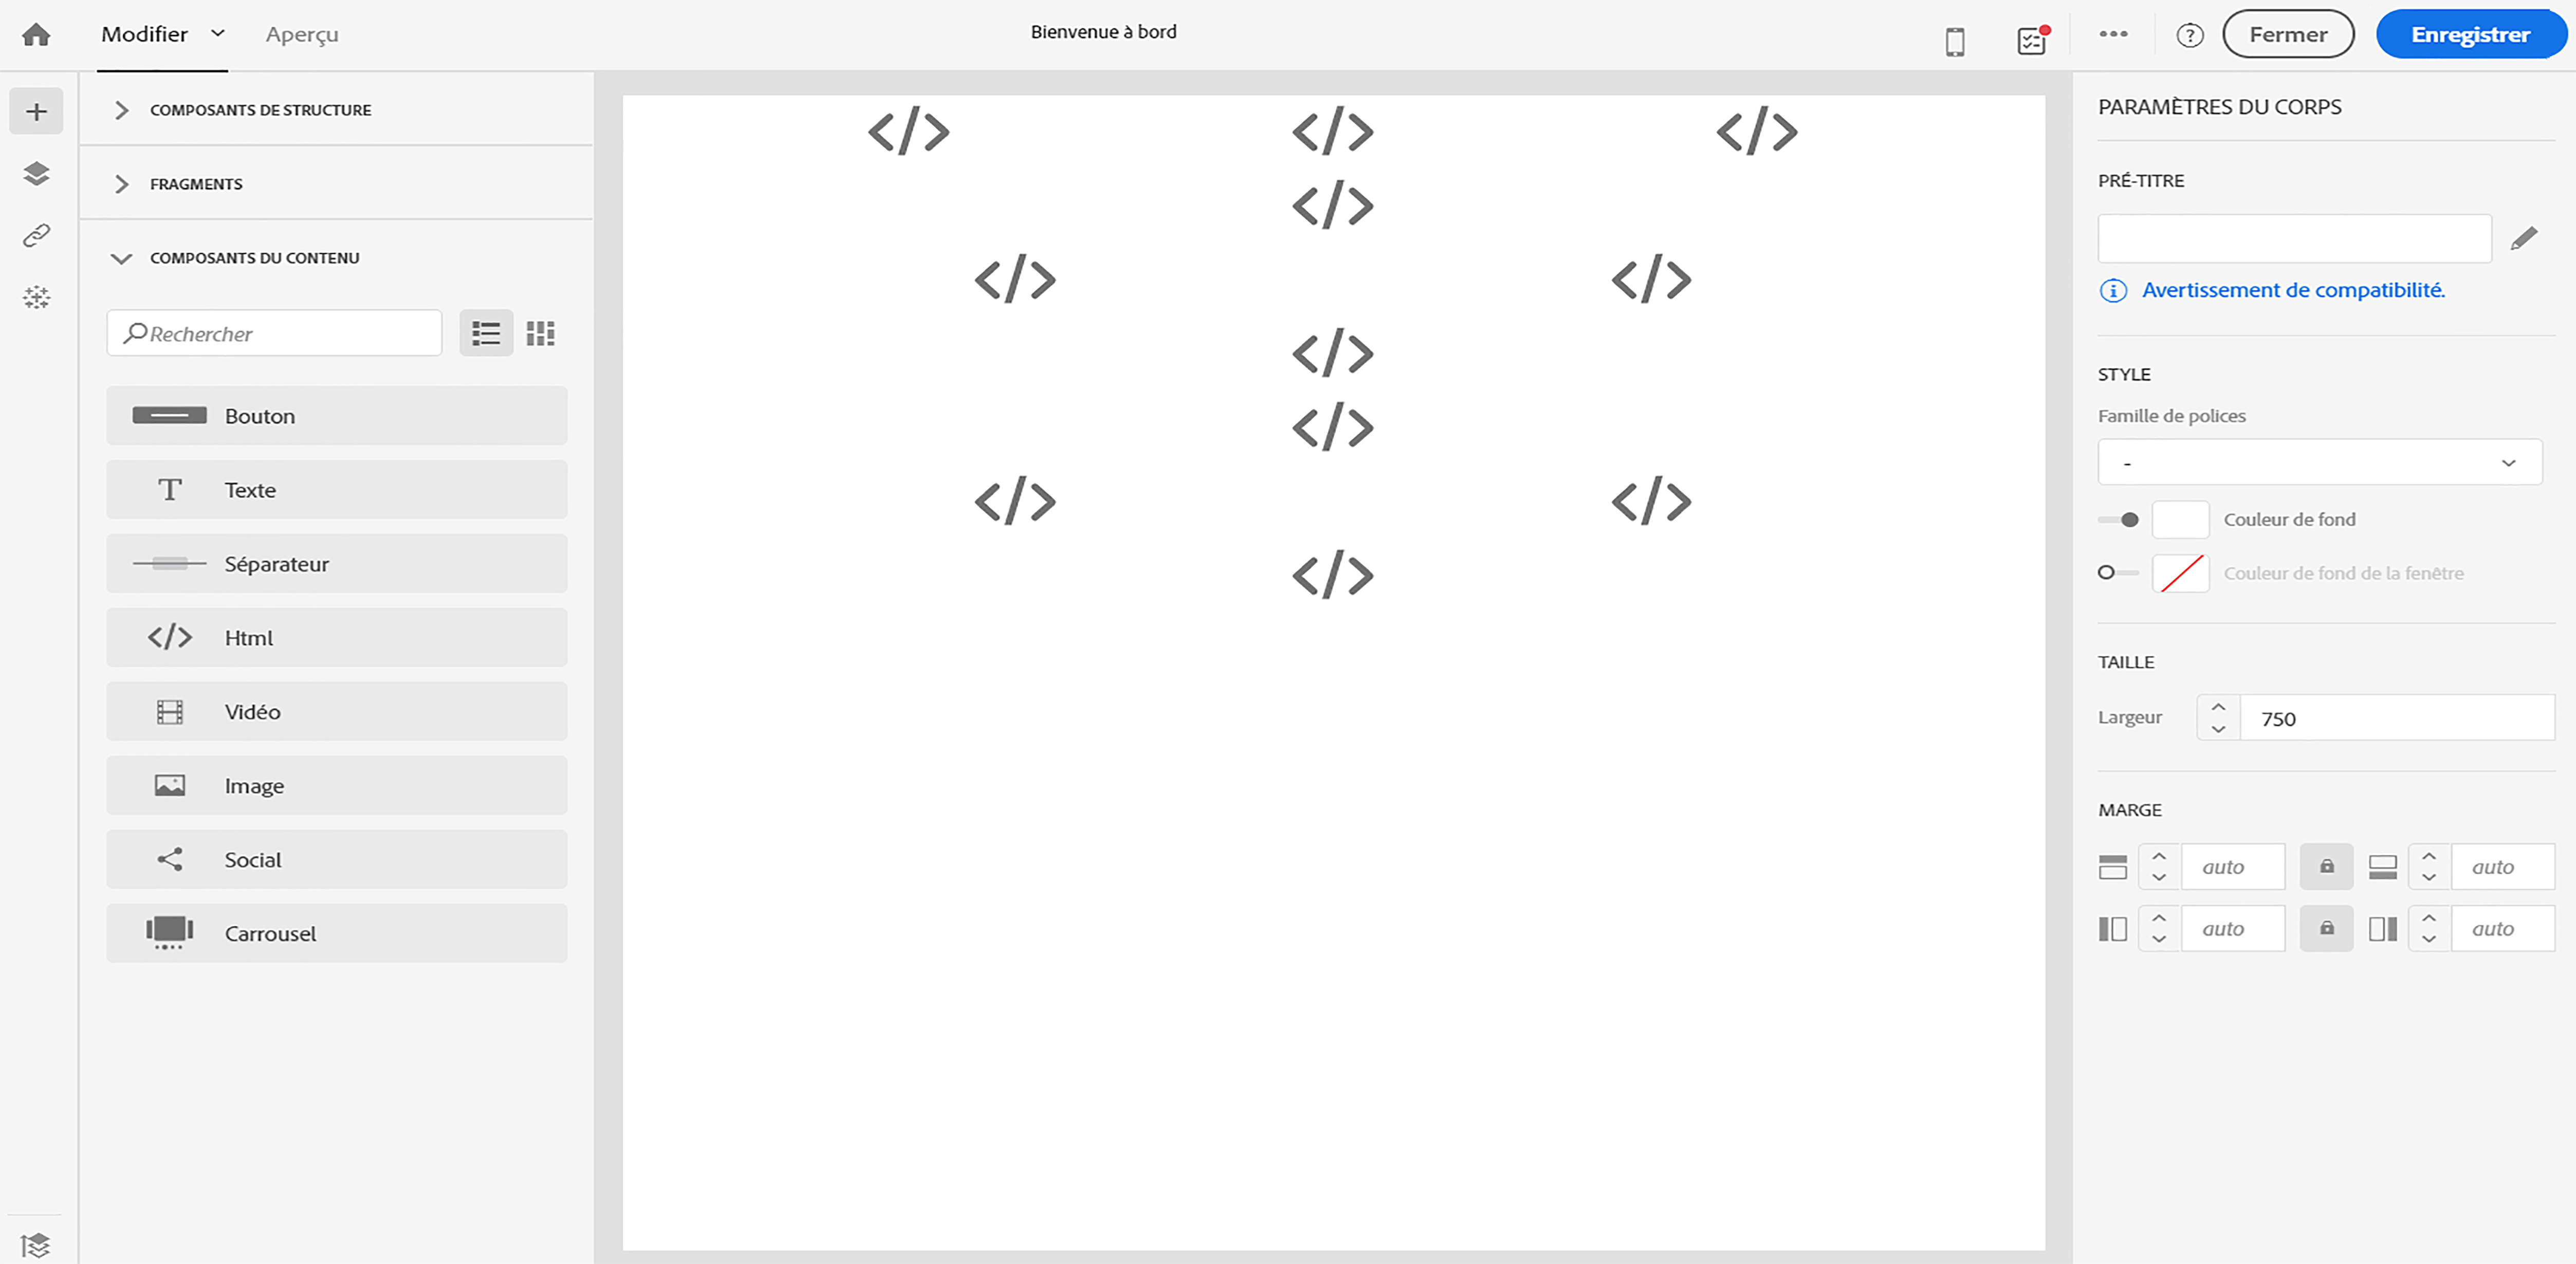 Modifier
Aperçu
Bienvenue à bord
Fermer
Enregistrer
COMPOSANTS DE STRUCTURE
FRAGMENTS
COMPOSANTS DU CONTENU
Rechercher
Bouton
Texte
Séparateur
Html
Vidéo
Image
Social
Carrousel
PARAMÈTRES DU CORPS
PRÉ-TITRE
Avertissement de compatibilité.
STYLE
Famille de polices
-
Couleur de fond
Couleur de fond de la fenêtre
TAILLE
Largeur 750
MARGE
auto auto
auto auto